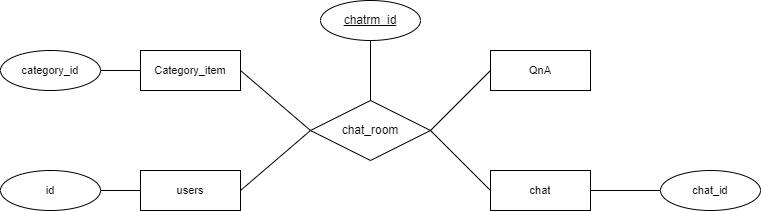 chatrm_id
category_id
Category_item
QnA
chat_room
id
users
chat
chat_id